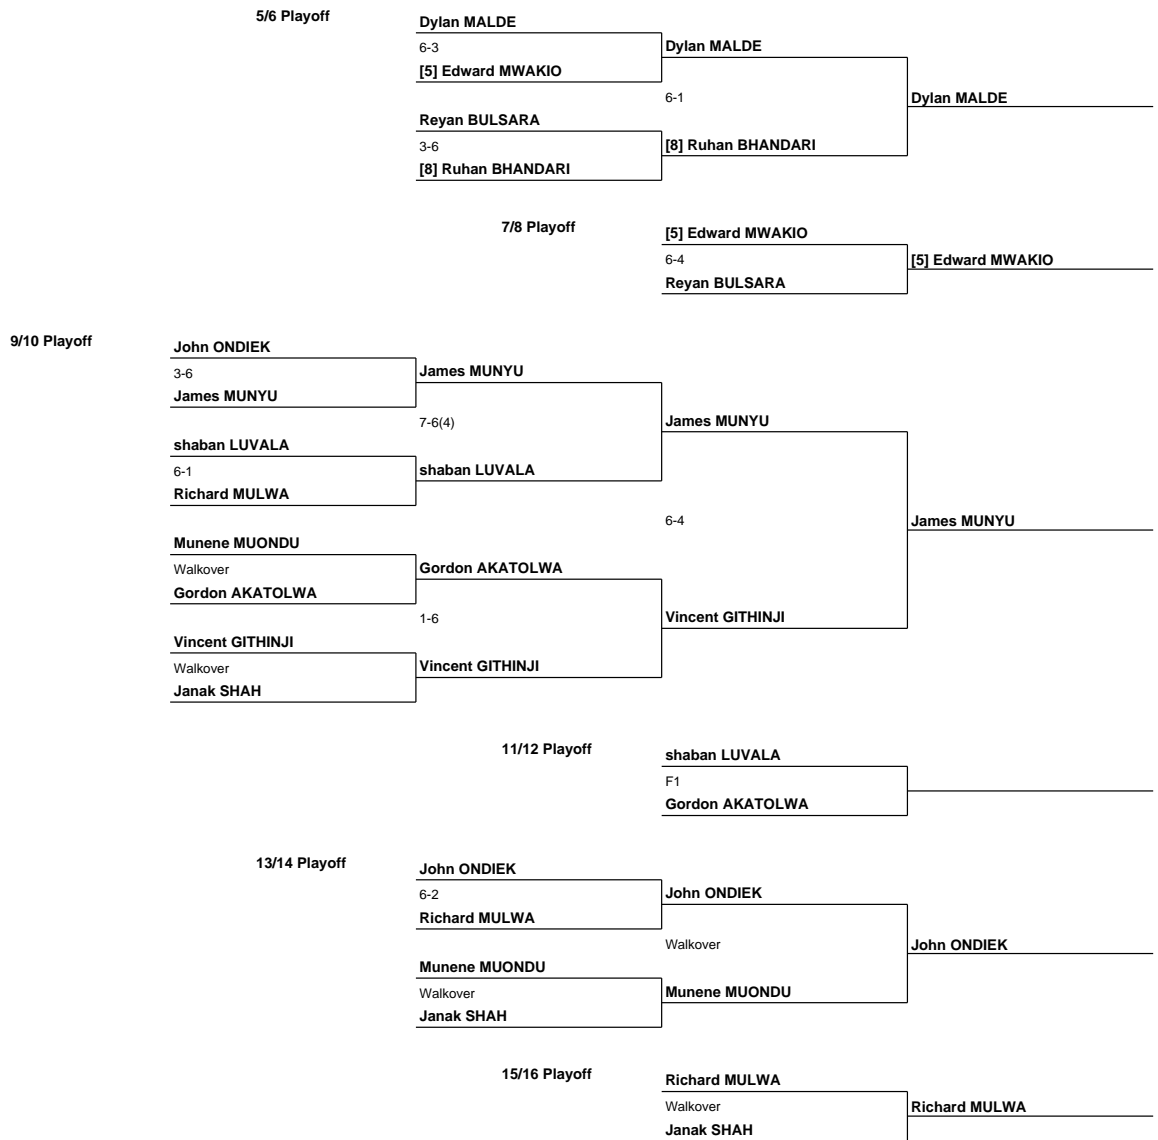 5/6 Playoff
Dylan MALDE
6-3
[5] Edward MWAKIO
Dylan MALDE
6-1
Dylan MALDE
Reyan BULSARA
3-6
[8] Ruhan BHANDARI
[8] Ruhan BHANDARI
7/8 Playoff
[5] Edward MWAKIO
6-4
Reyan BULSARA
[5] Edward MWAKIO
9/10 Playoff
John ONDIEK
3-6
James MUNYU
James MUNYU
7-6(4)
James MUNYU
shaban LUVALA
6-1
Richard MULWA
shaban LUVALA
6-4
James MUNYU
Munene MUONDU
Walkover
Gordon AKATOLWA
Gordon AKATOLWA
1-6
Vincent GITHINJI
Vincent GITHINJI
Walkover
Janak SHAH
Vincent GITHINJI
11/12 Playoff
shaban LUVALA
F1
Gordon AKATOLWA
13/14 Playoff
John ONDIEK
6-2
Richard MULWA
John ONDIEK
Walkover
John ONDIEK
Munene MUONDU
Walkover
Janak SHAH
Munene MUONDU
15/16 Playoff
Richard MULWA
Walkover
Janak SHAH
Richard MULWA